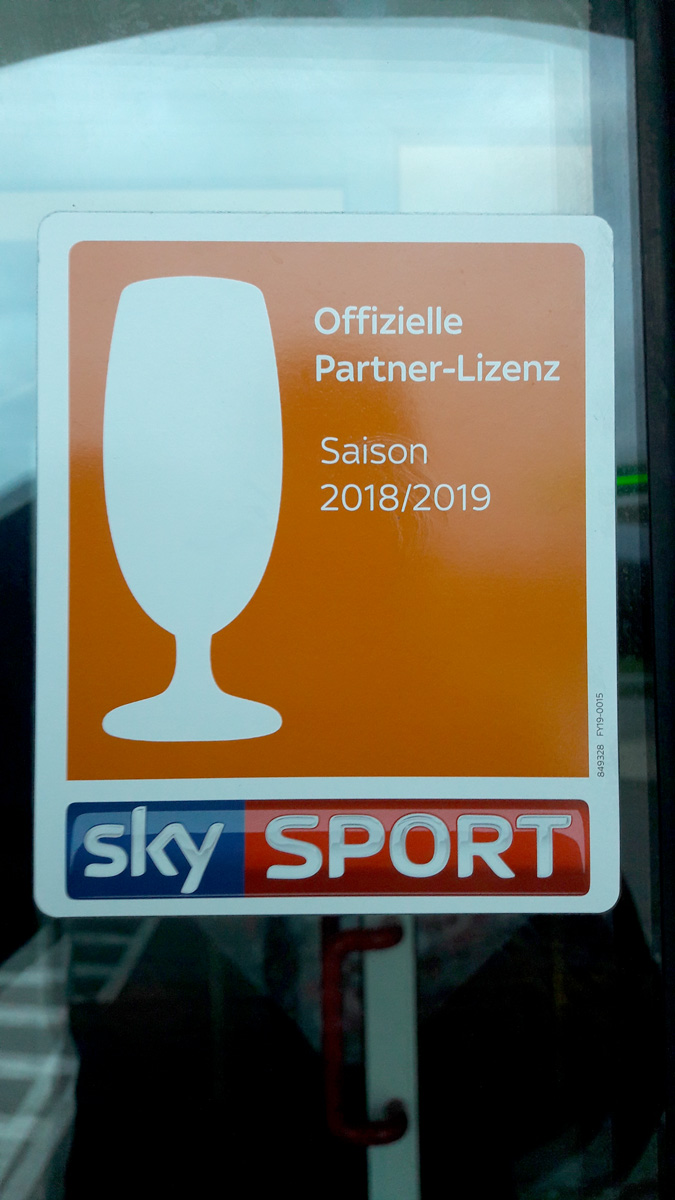 Offizielle
Partner-Lizenz
Saison
2018/2019
849328 FY19-0015
sky SPORT